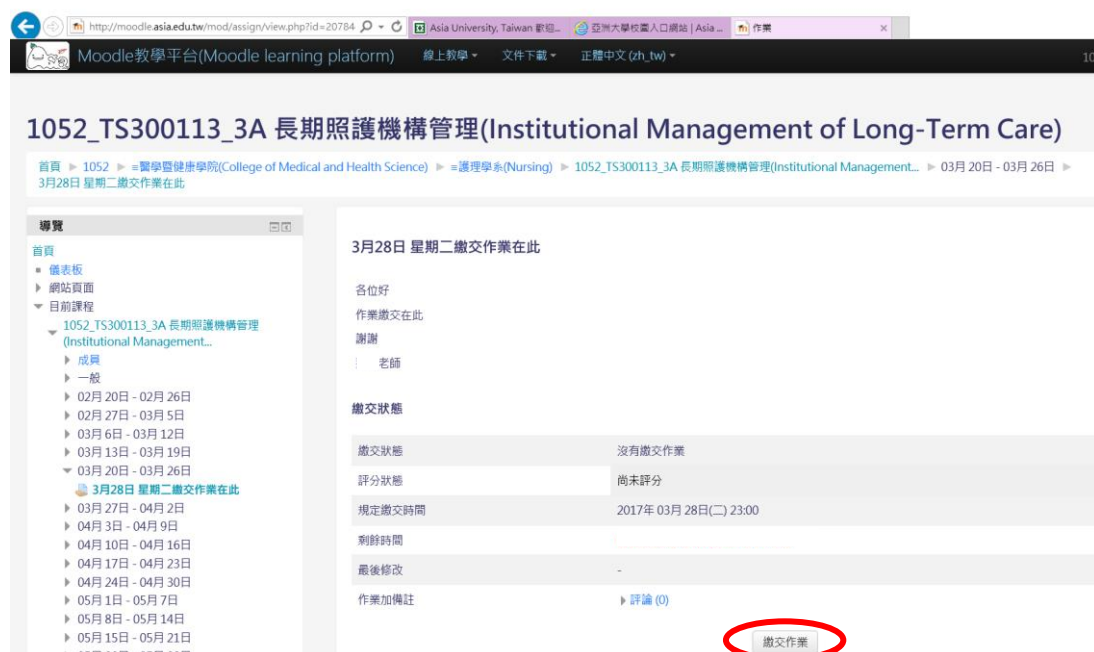 http://moodle.asia.edu.tw/mod/assign/view.php?id=20784
Asia University, Taiwan 歡迎...
亞洲大學校園入口網站 | Asia ...
作業
Moodle教學平台(Moodle learning platform)
線上教學
文件下載
正體中文 (zh_tw)
10
1052_TS300113_3A 長期照護機構管理(Institutional Management of Long-Term Care)
首頁 ► 1052 ► ≡醫學暨健康學院(College of Medical and Health Science) ► ≡護理學系(Nursing) ► 1052_TS300113_3A 長期照護機構管理(Institutional Management... ► 03月 20日 - 03月 26日 ►
3月28日 星期二繳交作業在此
導覽
首頁
儀表板
網站頁面
目前課程
1052_TS300113_3A 長期照護機構管理
(Institutional Management...
成員
一般
02月 20日 - 02月 26日
02月 27日 - 03月 5日
03月 6日 - 03月 12日
03月 13日 - 03月 19日
03月 20日 - 03月 26日
3月28日 星期二繳交作業在此
03月 27日 - 04月 2日
04月 3日 - 04月 9日
04月 10日 - 04月 16日
04月 17日 - 04月 23日
04月 24日 - 04月 30日
05月 1日 - 05月 7日
05月 8日 - 05月 14日
05月 15日 - 05月 21日
3月28日 星期二繳交作業在此
各位好
作業繳交在此
謝謝
老師
繳交狀態
繳交狀態 沒有繳交作業
評分狀態 尚未評分
規定繳交時間 2017年 03月 28日(二) 23:00
剩餘時間
最後修改 -
作業加備註 評論 (0)
繳交作業